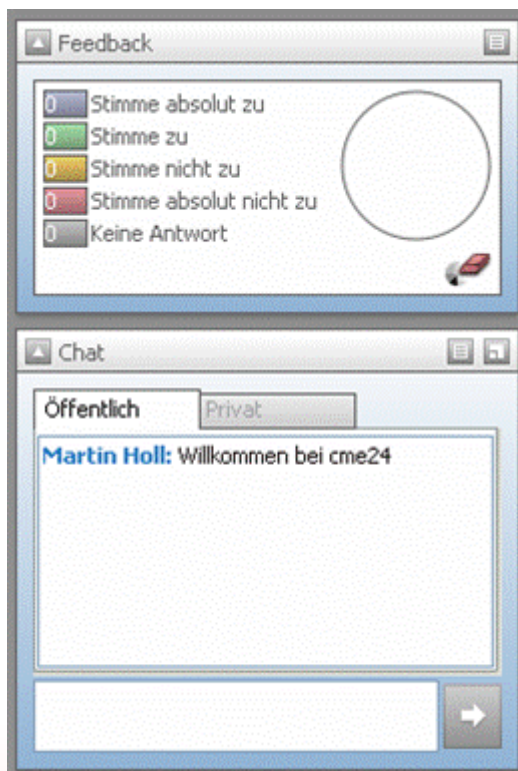 Feedback
0 Stimme absolut zu
0 Stimme zu
0 Stimme nicht zu
0 Stimme absolut nicht zu
0 Keine Antwort
Chat
Öffentlich Privat
Martin Holl: Willkommen bei cme24